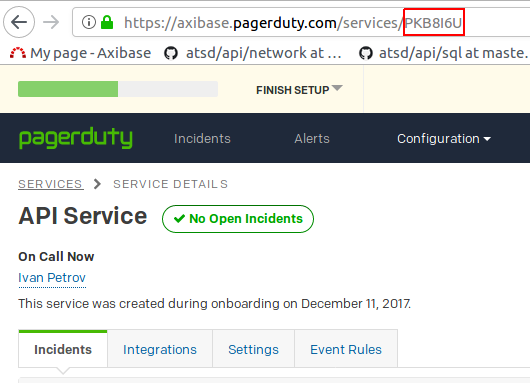 https://axibase.pagerduty.com/services/PKB8I6U
My page - Axibase atsd/api/network at … atsd/api/sql at maste.
FINISH SETUP
pagerduty Incidents Alerts Configuration
SERVICES > SERVICE DETAILS
API Service No Open Incidents
On Call Now
Ivan Petrov
This service was created during onboarding on December 11, 2017.
Incidents Integrations Settings Event Rules